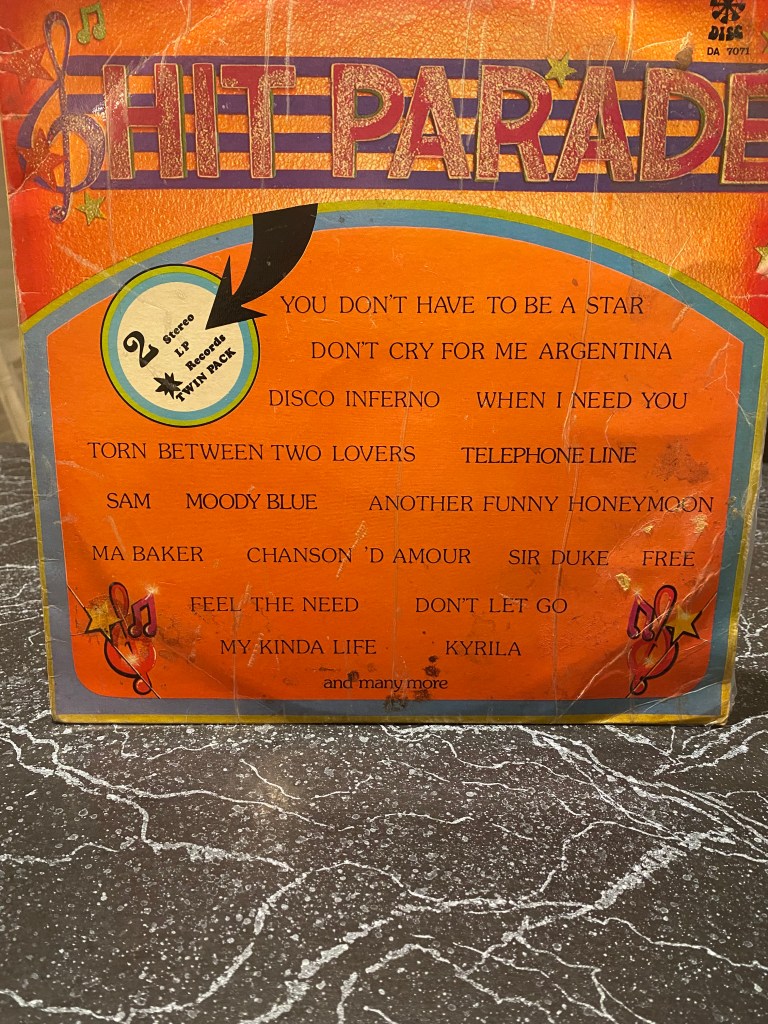 DISC
DA 7071
HIT PARADE
2 Stereo
LP
Records
TWIN PACK
YOU DON'T HAVE TO BE A STAR
DON'T CRY FOR ME ARGENTINA
DISCO INFERNO WHEN I NEED YOU
TORN BETWEEN TWO LOVERS TELEPHONE LINE
SAM MOODY BLUE ANOTHER FUNNY HONEYMOON
MA BAKER CHANSON 'D AMOUR SIR DUKE FREE
FEEL THE NEED DON'T LET GO
MY KINDA LIFE KYRILA
and many more